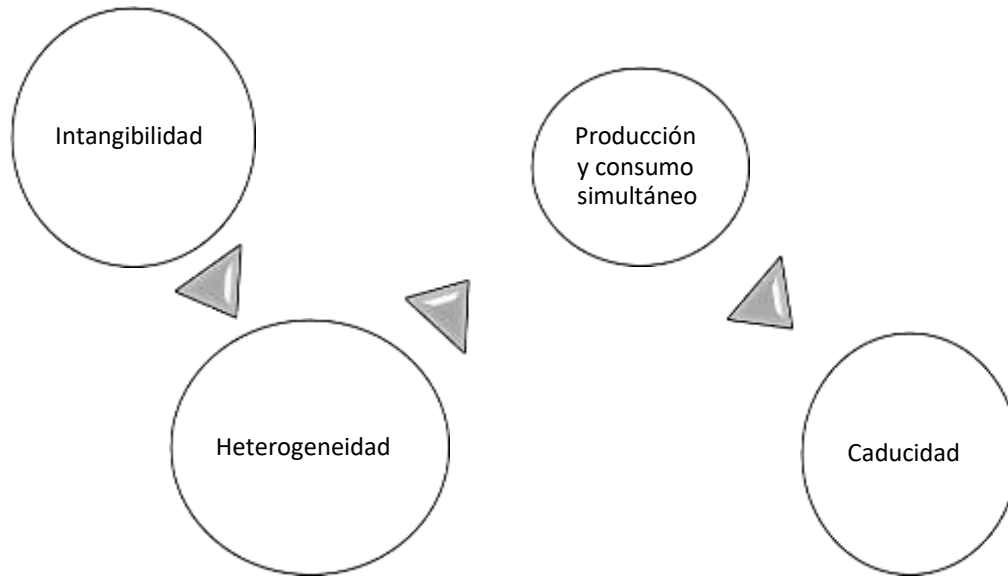 Intangibilidad
Producción
y consumo
simultáneo
Heterogeneidad
Caducidad